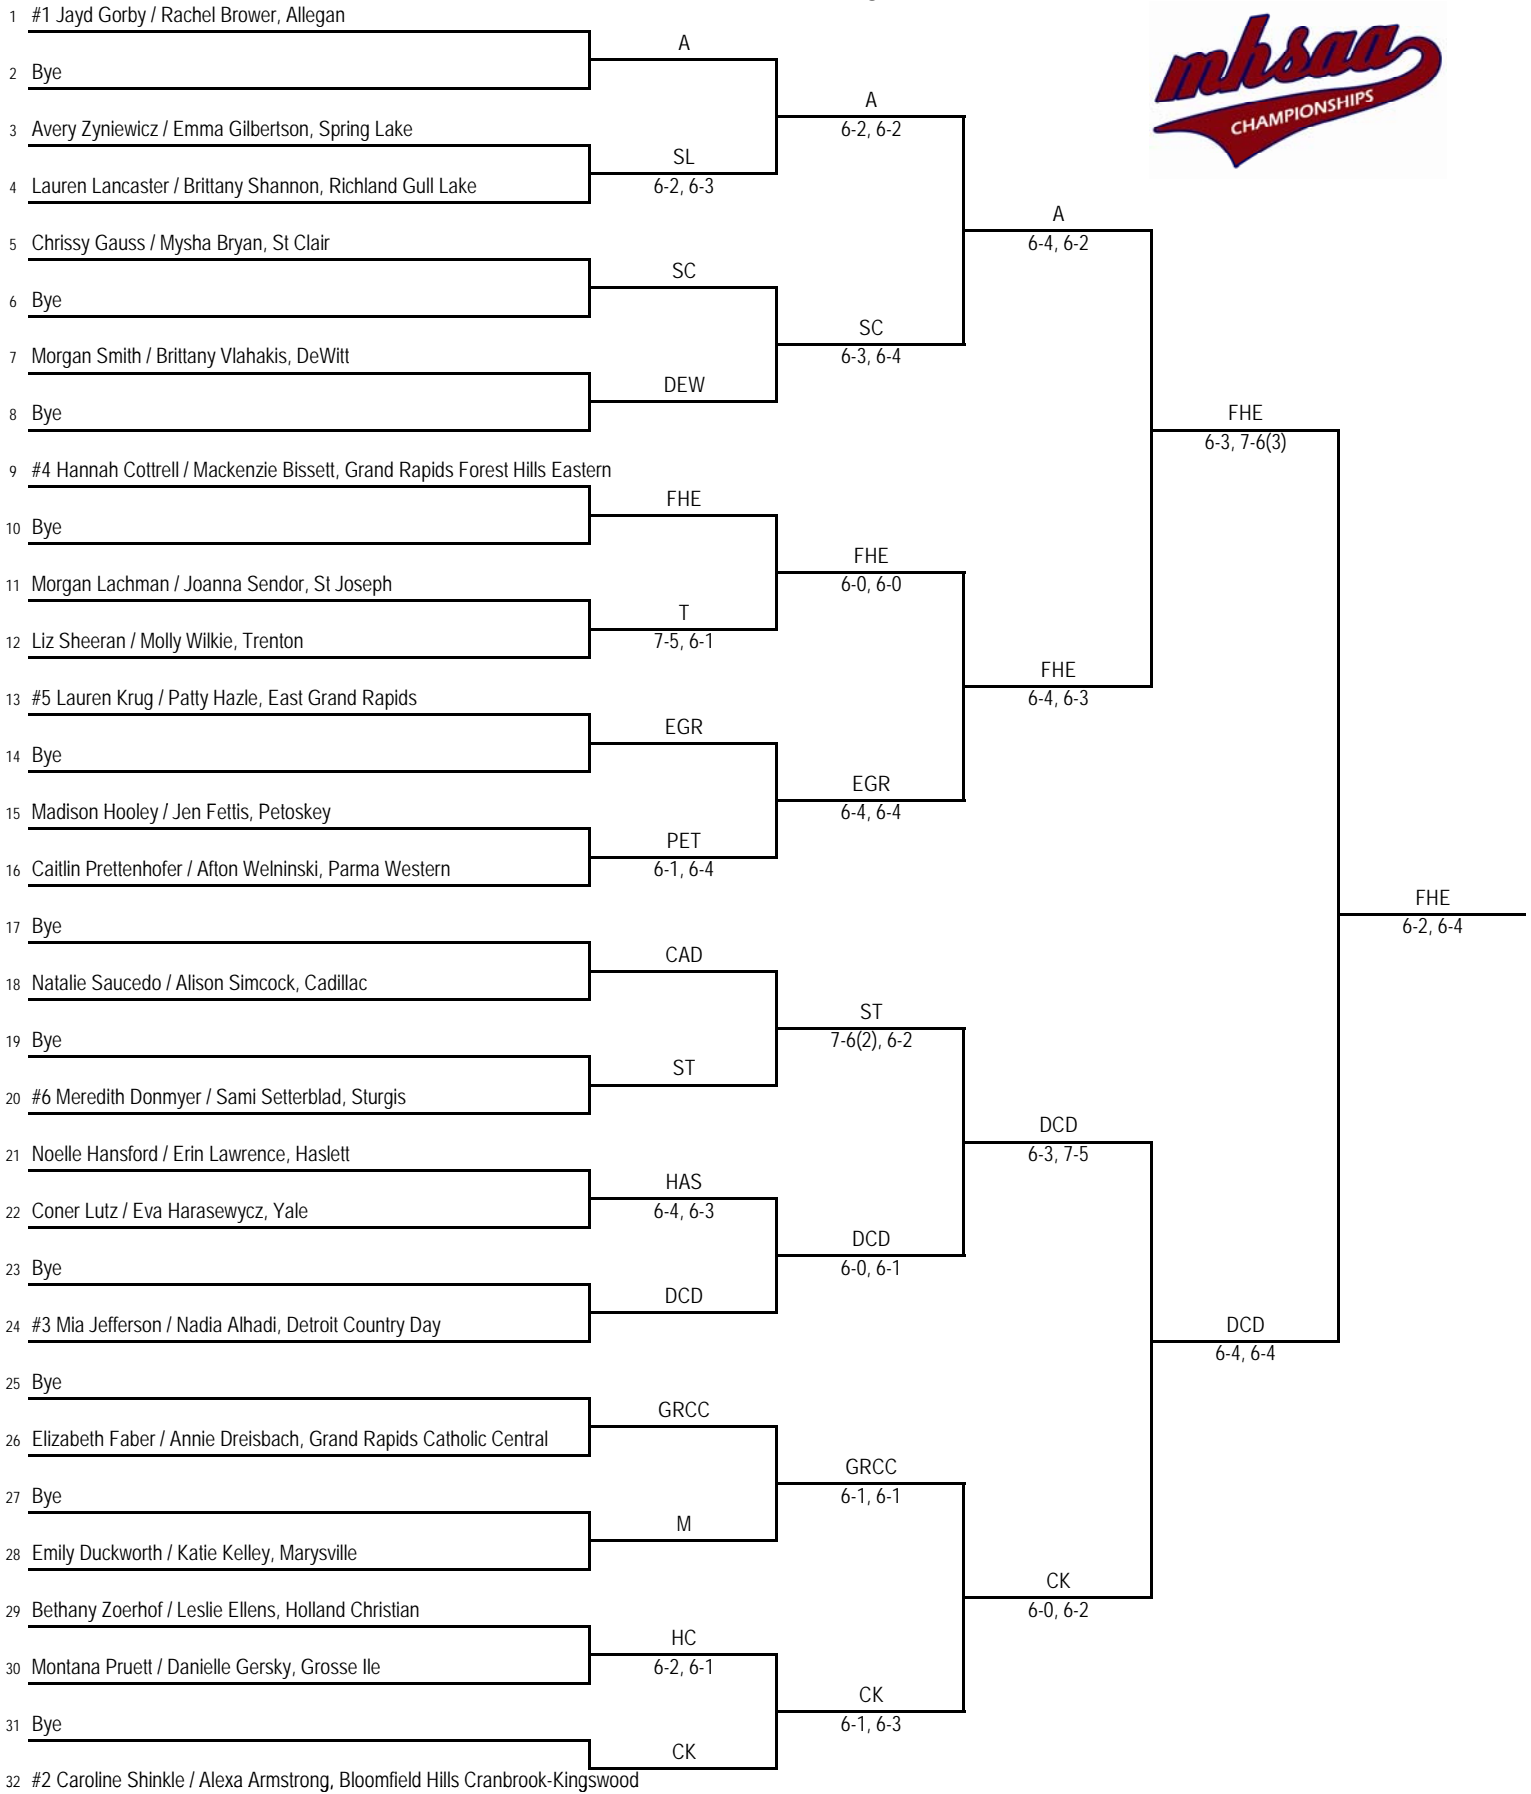 mhsaa
CHAMPIONSHIPS
1 #1 Jayd Gorby / Rachel Brower, Allegan
A
2 Bye
A
6-2, 6-2
3 Avery Zyniewicz / Emma Gilbertson, Spring Lake
SL
6-2, 6-3
4 Lauren Lancaster / Brittany Shannon, Richland Gull Lake
A
6-4, 6-2
5 Chrissy Gauss / Mysha Bryan, St Clair
SC
6 Bye
SC
6-3, 6-4
7 Morgan Smith / Brittany Vlahakis, DeWitt
DEW
8 Bye
FHE
6-3, 7-6(3)
9 #4 Hannah Cottrell / Mackenzie Bissett, Grand Rapids Forest Hills Eastern
FHE
10 Bye
FHE
6-0, 6-0
11 Morgan Lachman / Joanna Sendor, St Joseph
T
7-5, 6-1
12 Liz Sheeran / Molly Wilkie, Trenton
FHE
6-4, 6-3
13 #5 Lauren Krug / Patty Hazle, East Grand Rapids
EGR
14 Bye
EGR
6-4, 6-4
15 Madison Hooley / Jen Fettis, Petoskey
PET
6-1, 6-4
16 Caitlin Prettenhofer / Afton Welninski, Parma Western
FHE
6-2, 6-4
17 Bye
CAD
18 Natalie Saucedo / Alison Simcock, Cadillac
ST
7-6(2), 6-2
19 Bye
ST
20 #6 Meredith Donmyer / Sami Setterblad, Sturgis
DCD
6-3, 7-5
21 Noelle Hansford / Erin Lawrence, Haslett
HAS
6-4, 6-3
22 Coner Lutz / Eva Harasewycz, Yale
DCD
6-0, 6-1
23 Bye
DCD
24 #3 Mia Jefferson / Nadia Alhadi, Detroit Country Day
DCD
6-4, 6-4
25 Bye
GRCC
26 Elizabeth Faber / Annie Dreisbach, Grand Rapids Catholic Central
GRCC
6-1, 6-1
27 Bye
M
28 Emily Duckworth / Katie Kelley, Marysville
CK
6-0, 6-2
29 Bethany Zoerhof / Leslie Ellens, Holland Christian
HC
6-2, 6-1
30 Montana Pruett / Danielle Gersky, Grosse Ile
CK
6-1, 6-3
31 Bye
CK
32 #2 Caroline Shinkle / Alexa Armstrong, Bloomfield Hills Cranbrook-Kingswood